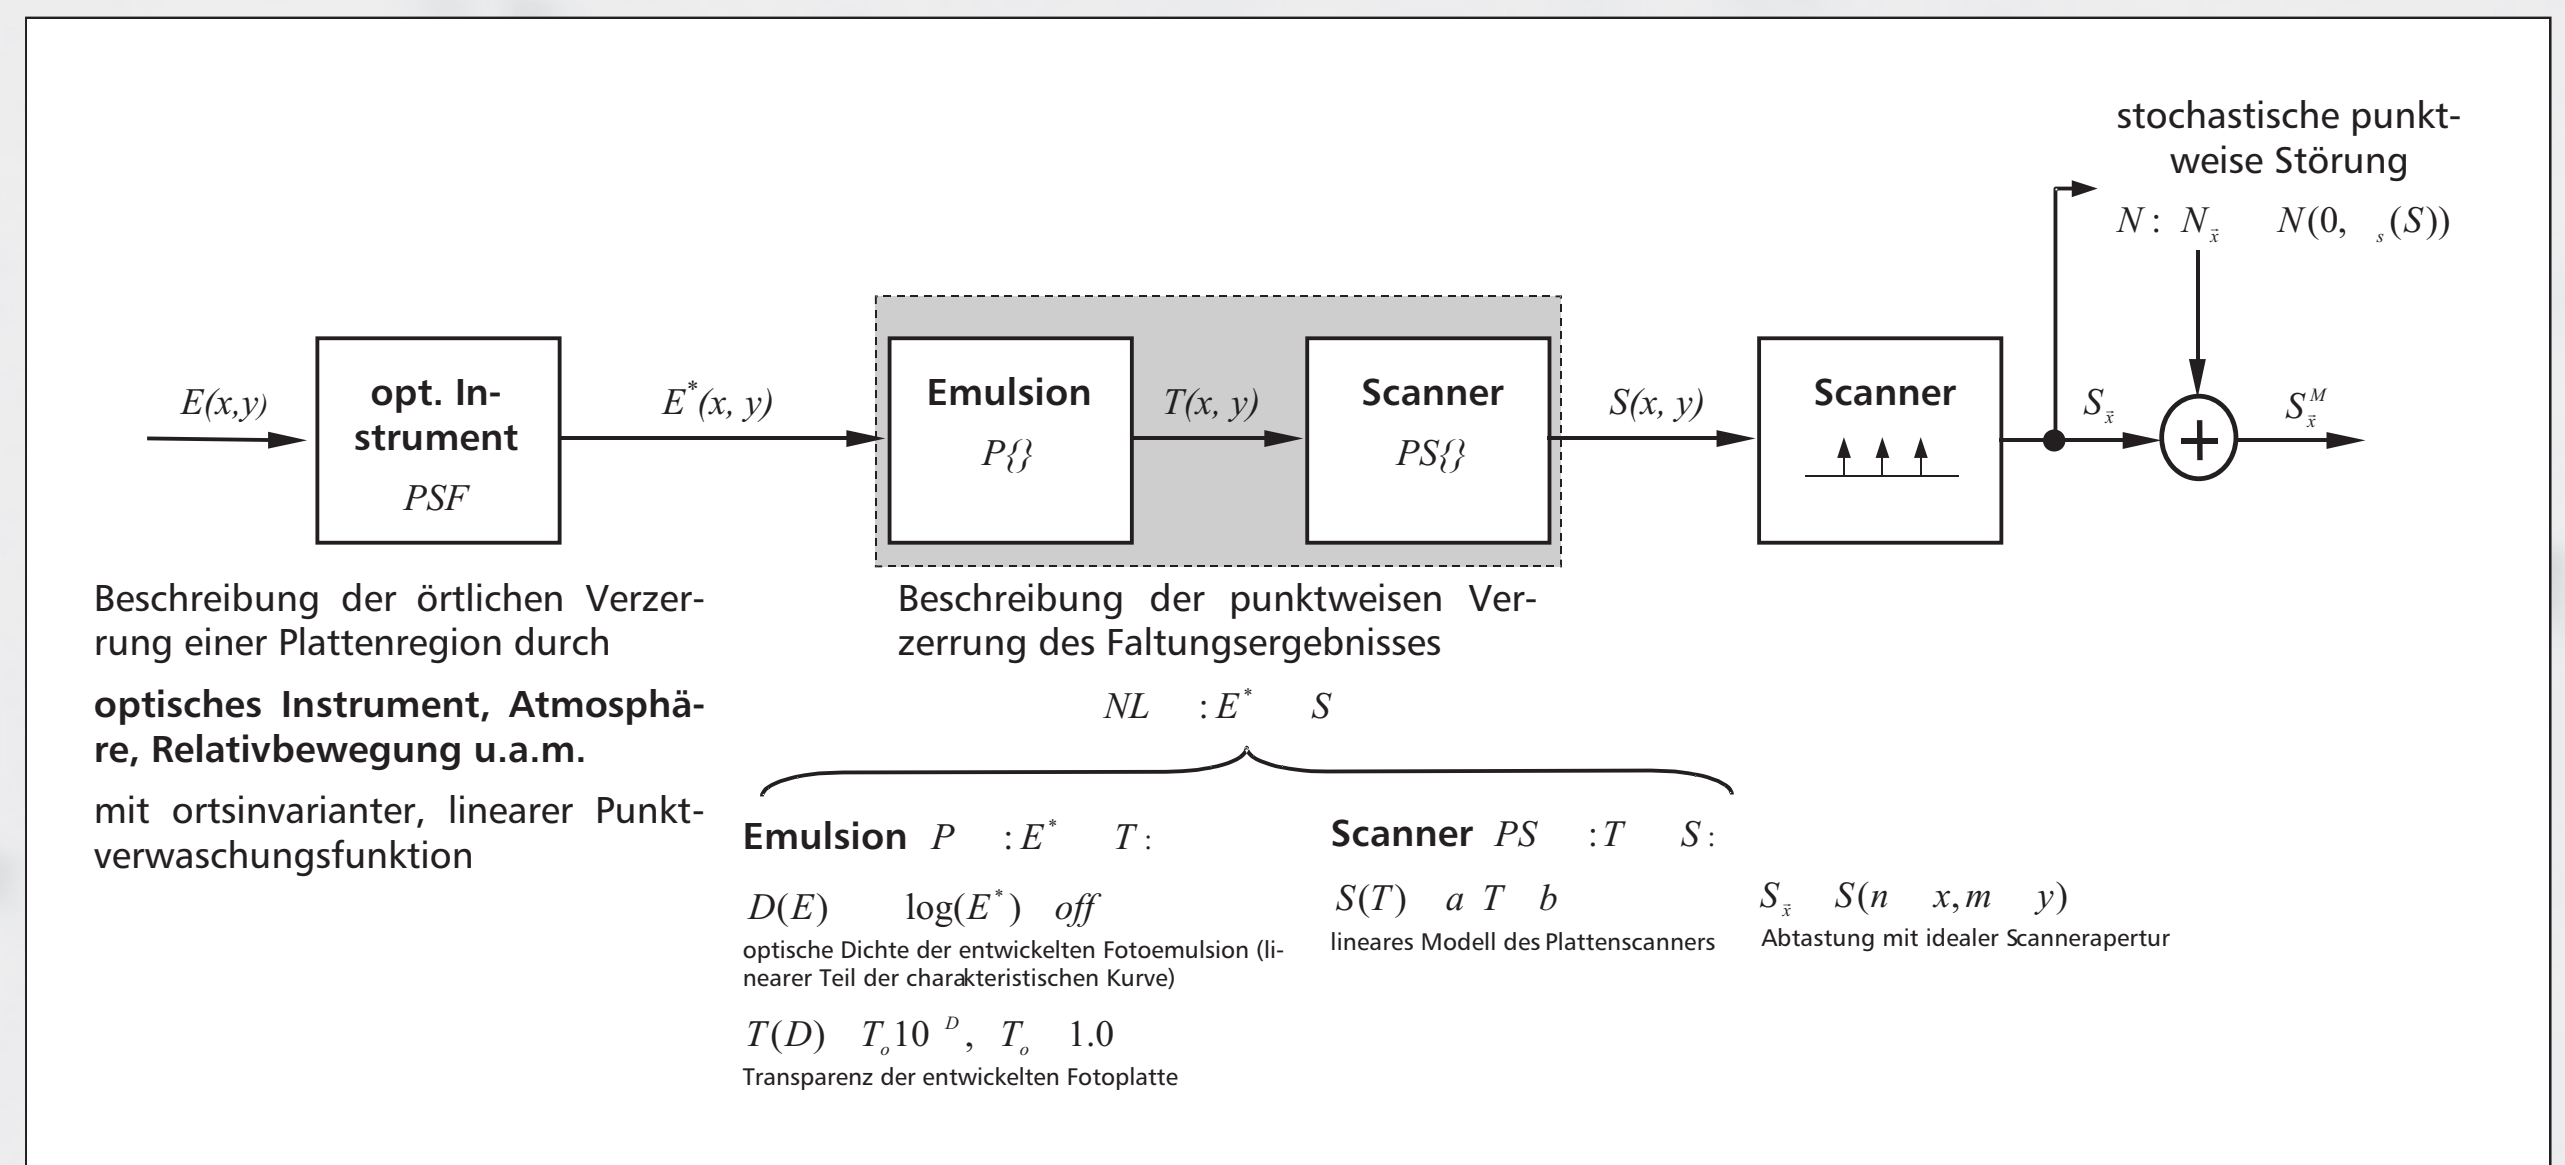 stochastische punkt-
weise Störung
N: N_x⃗ N(0, _s(S))
E(x,y)
opt. In-
strument
PSF
E*(x, y)
Emulsion
P{}
T(x, y)
Scanner
PS{}
S(x, y)
Scanner
S_x⃗
+
S_x⃗^M
Beschreibung der örtlichen Verzer-
rung einer Plattenregion durch
optisches Instrument, Atmosphä-
re, Relativbewegung u.a.m.
mit ortsinvarianter, linearer Punkt-
verwaschungsfunktion
Beschreibung der punktweisen Ver-
zerrung des Faltungsergebnisses
NL : E* S
Emulsion P : E* T :
D(E) log(E*) off
optische Dichte der entwickelten Fotoemulsion (li-
nearer Teil der charakteristischen Kurve)
T(D) T_o 10^D, T_o 1.0
Transparenz der entwickelten Fotoplatte
Scanner PS : T S :
S(T) a T b
lineares Modell des Plattenscanners
S_x⃗ S(n x, m y)
Abtastung mit idealer Scannerapertur